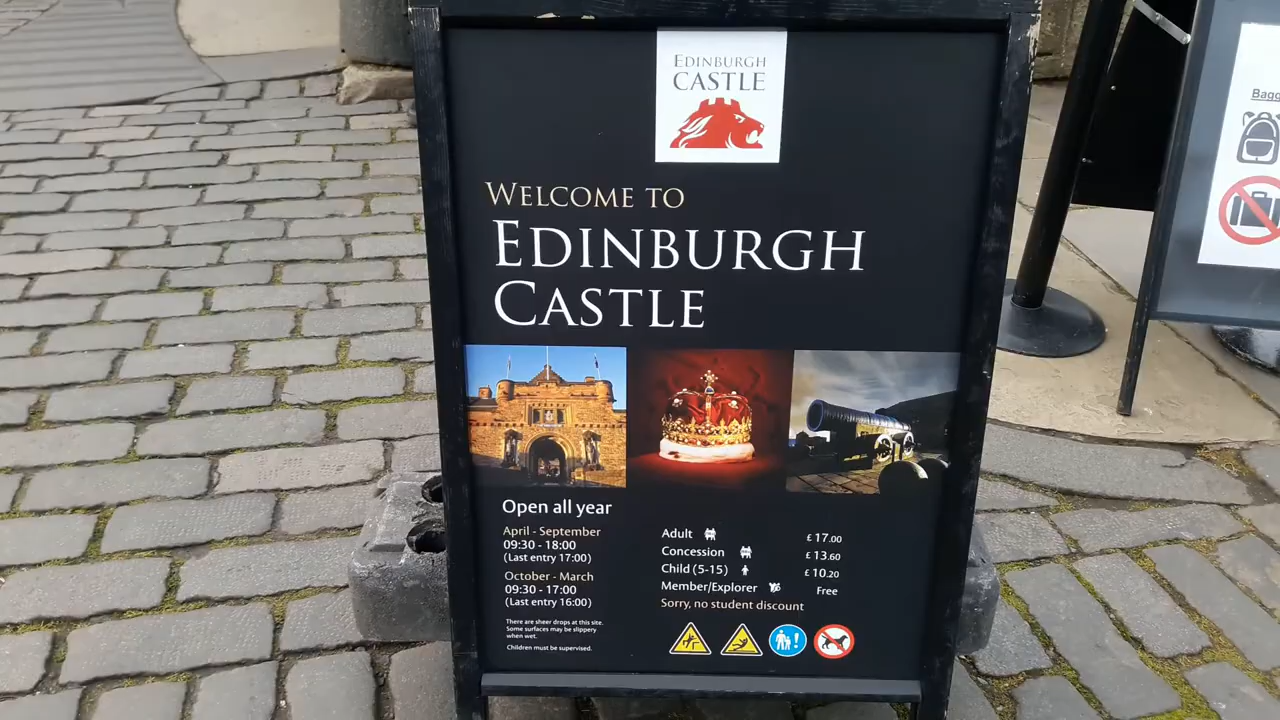 EDINBURGH
CASTLE
WELCOME TO
EDINBURGH
CASTLE
Open all year
April - September
09:30 - 18:00
(Last entry 17:00)
October - March
09:30 - 17:00
(Last entry 16:00)
There are sheer drops at this site.
Some surfaces may be slippery
when wet.
Children must be supervised.
Adult £17.00
Concession £13.60
Child (5-15) £10.20
Member/Explorer Free
Sorry, no student discount